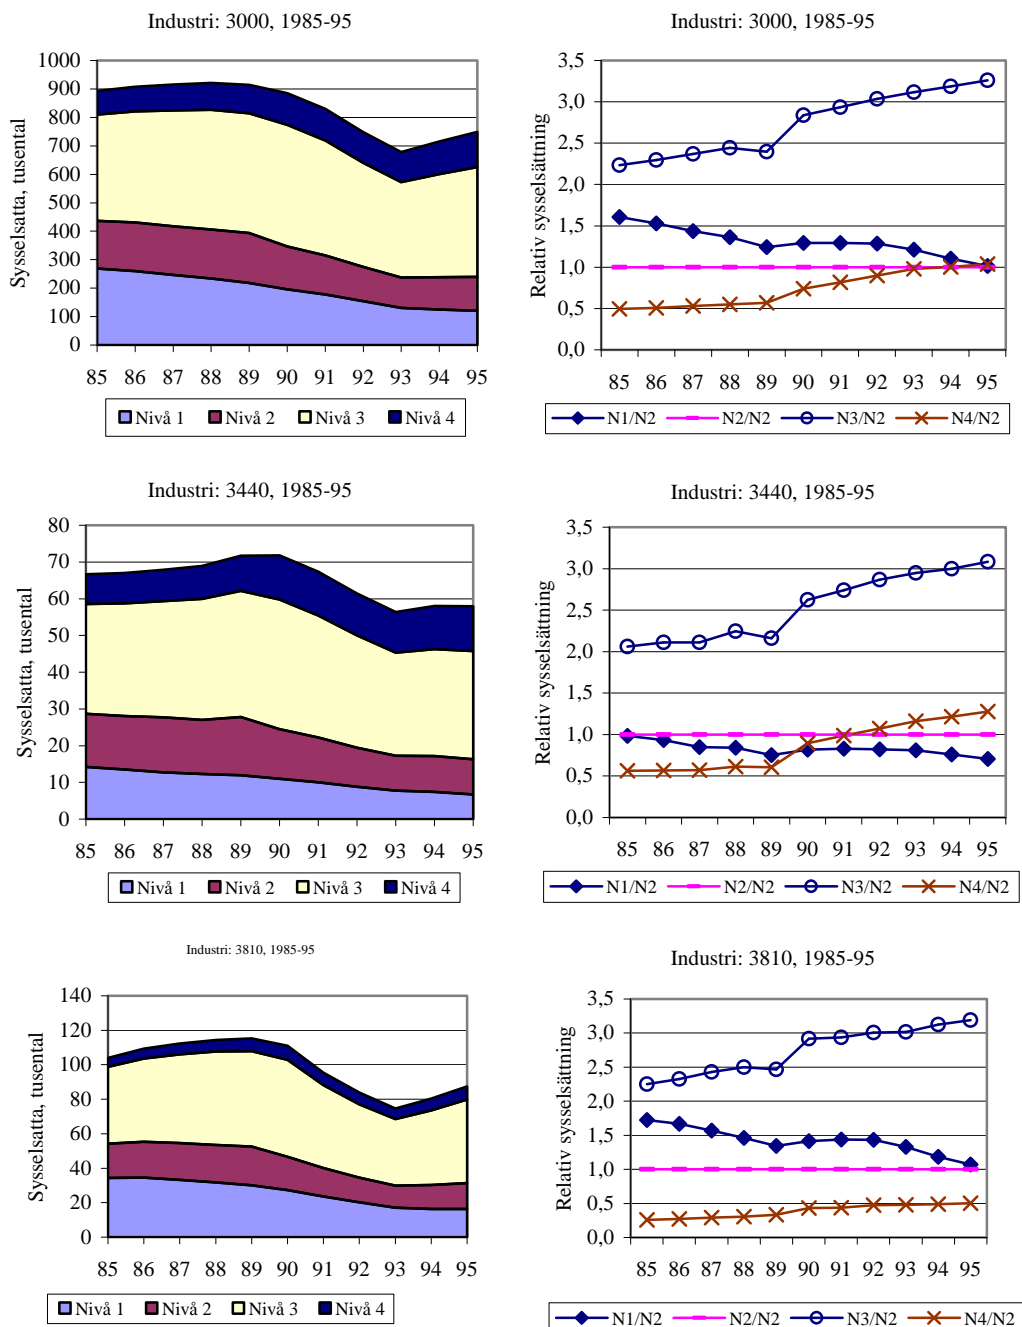 Industri: 3000, 1985-95
Sysselsatta, tusental
1000
900
800
700
600
500
400
300
200
100
0
85 86 87 88 89 90 91 92 93 94 95
Nivå 1 Nivå 2 Nivå 3 Nivå 4
Industri: 3000, 1985-95
Relativ sysselsättning
3,5
3,0
2,5
2,0
1,5
1,0
0,5
0,0
85 86 87 88 89 90 91 92 93 94 95
N1/N2 N2/N2 N3/N2 N4/N2
Industri: 3440, 1985-95
Sysselsatta, tusental
80
70
60
50
40
30
20
10
0
85 86 87 88 89 90 91 92 93 94 95
Nivå 1 Nivå 2 Nivå 3 Nivå 4
Industri: 3440, 1985-95
Relativ sysselsättning
3,5
3,0
2,5
2,0
1,5
1,0
0,5
0,0
85 86 87 88 89 90 91 92 93 94 95
N1/N2 N2/N2 N3/N2 N4/N2
Industri: 3810, 1985-95
Sysselsatta, tusental
140
120
100
80
60
40
20
0
85 86 87 88 89 90 91 92 93 94 95
Nivå 1 Nivå 2 Nivå 3 Nivå 4
Industri: 3810, 1985-95
Relativ sysselsättning
3,5
3,0
2,5
2,0
1,5
1,0
0,5
0,0
85 86 87 88 89 90 91 92 93 94 95
N1/N2 N2/N2 N3/N2 N4/N2